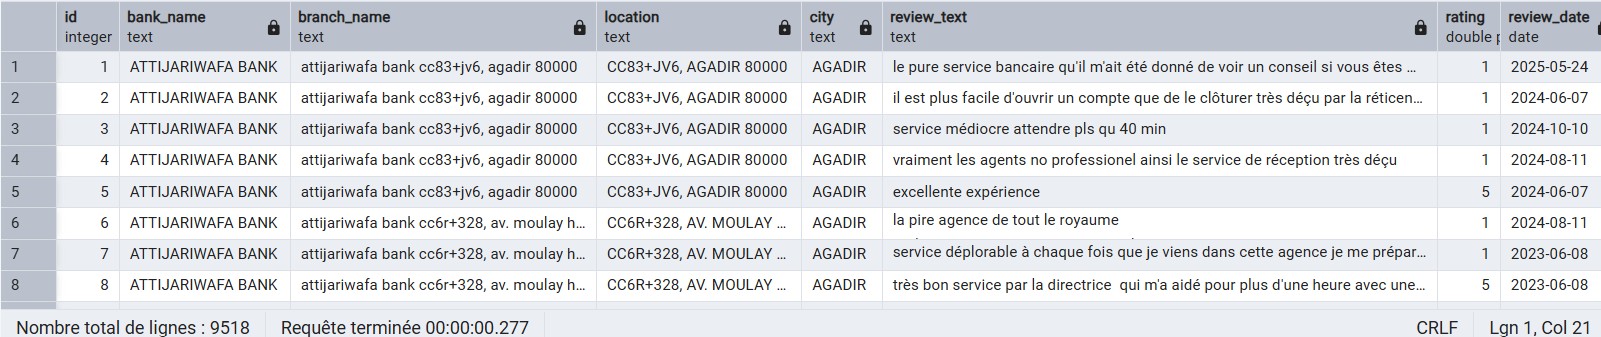 id bank_name branch_name location city review_text rating review_date
integer text text text text text double p date
1 1 ATTIJARIWAFA BANK attijariwafa bank cc83+jv6, agadir 80000 CC83+JV6, AGADIR 80000 AGADIR le pure service bancaire qu'il m'ait été donné de voir un conseil si vous êtes ... 1 2025-05-24
2 2 ATTIJARIWAFA BANK attijariwafa bank cc83+jv6, agadir 80000 CC83+JV6, AGADIR 80000 AGADIR il est plus facile d'ouvrir un compte que de le clôturer très déçu par la réticen... 1 2024-06-07
3 3 ATTIJARIWAFA BANK attijariwafa bank cc83+jv6, agadir 80000 CC83+JV6, AGADIR 80000 AGADIR service médiocre attendre pls qu 40 min 1 2024-10-10
4 4 ATTIJARIWAFA BANK attijariwafa bank cc83+jv6, agadir 80000 CC83+JV6, AGADIR 80000 AGADIR vraiment les agents no professionel ainsi le service de réception très déçu 1 2024-08-11
5 5 ATTIJARIWAFA BANK attijariwafa bank cc83+jv6, agadir 80000 CC83+JV6, AGADIR 80000 AGADIR excellente expérience 5 2024-06-07
6 6 ATTIJARIWAFA BANK attijariwafa bank cc6r+328, av. moulay h... CC6R+328, AV. MOULAY ... AGADIR la pire agence de tout le royaume 1 2024-08-11
7 7 ATTIJARIWAFA BANK attijariwafa bank cc6r+328, av. moulay h... CC6R+328, AV. MOULAY ... AGADIR service déplorable à chaque fois que je viens dans cette agence je me prépar... 1 2023-06-08
8 8 ATTIJARIWAFA BANK attijariwafa bank cc6r+328, av. moulay h... CC6R+328, AV. MOULAY ... AGADIR très bon service par la directrice  qui m'a aidé pour plus d'une heure avec une... 5 2023-06-08
Nombre total de lignes : 9518 Requête terminée 00:00:00.277 CRLF Lgn 1, Col 21